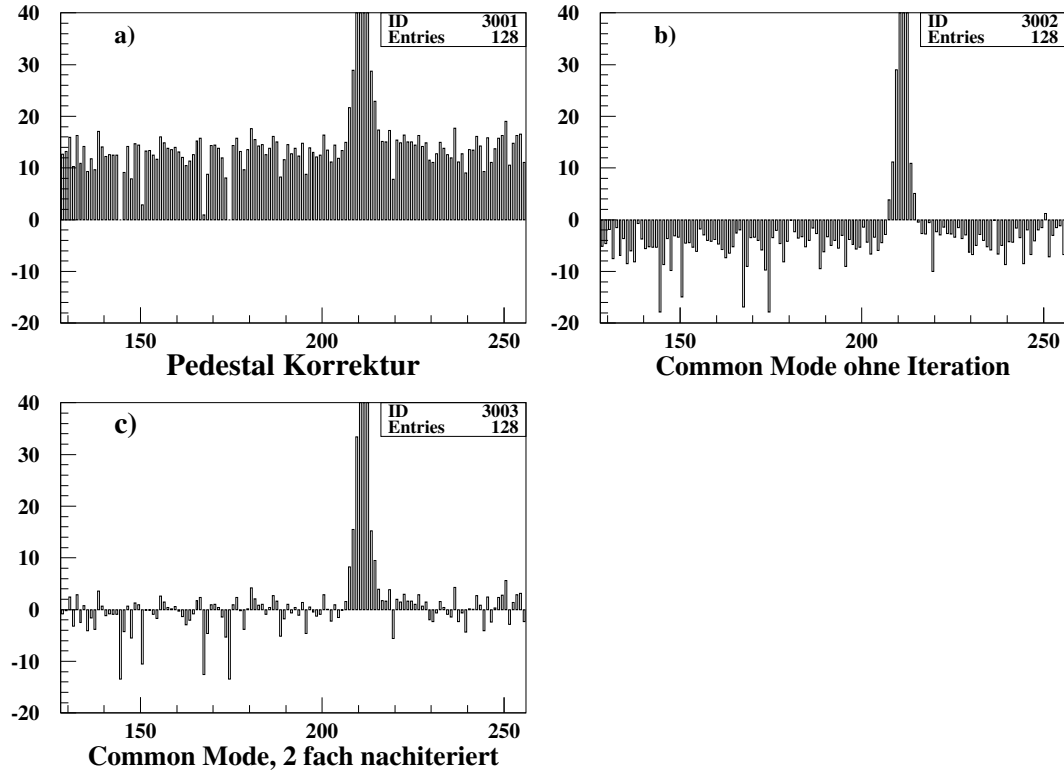 a)
ID 3001
Entries 128
40
30
20
10
0
-10
-20
150 200 250
Pedestal Korrektur
b)
ID 3002
Entries 128
40
30
20
10
0
-10
-20
150 200 250
Common Mode ohne Iteration
c)
ID 3003
Entries 128
40
30
20
10
0
-10
-20
150 200 250
Common Mode, 2 fach nachiteriert